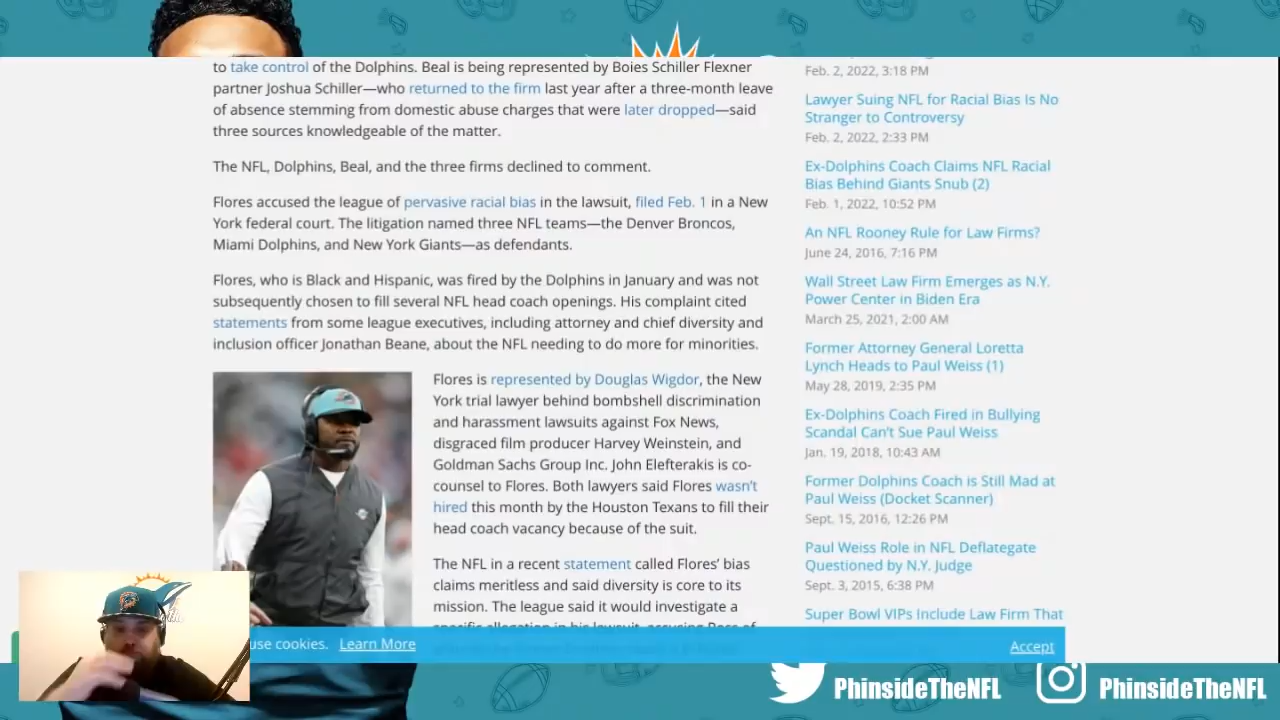 to take control of the Dolphins. Beal is being represented by Boies Schiller Flexner
partner Joshua Schiller—who returned to the firm last year after a three-month leave
of absence stemming from domestic abuse charges that were later dropped—said
three sources knowledgeable of the matter.
The NFL, Dolphins, Beal, and the three firms declined to comment.
Flores accused the league of pervasive racial bias in the lawsuit, filed Feb. 1 in a New
York federal court. The litigation named three NFL teams—the Denver Broncos,
Miami Dolphins, and New York Giants—as defendants.
Flores, who is Black and Hispanic, was fired by the Dolphins in January and was not
subsequently chosen to fill several NFL head coach openings. His complaint cited
statements from some league executives, including attorney and chief diversity and
inclusion officer Jonathan Beane, about the NFL needing to do more for minorities.
Flores is represented by Douglas Wigdor, the New
York trial lawyer behind bombshell discrimination
and harassment lawsuits against Fox News,
disgraced film producer Harvey Weinstein, and
Goldman Sachs Group Inc. John Elefterakis is co-
counsel to Flores. Both lawyers said Flores wasn't
hired this month by the Houston Texans to fill their
head coach vacancy because of the suit.
The NFL in a recent statement called Flores' bias
claims meritless and said diversity is core to its
mission. The league said it would investigate a
Feb. 2, 2022, 3:18 PM
Lawyer Suing NFL for Racial Bias Is No
Stranger to Controversy
Feb. 2, 2022, 2:33 PM
Ex-Dolphins Coach Claims NFL Racial
Bias Behind Giants Snub (2)
Feb. 1, 2022, 10:52 PM
An NFL Rooney Rule for Law Firms?
June 24, 2016, 7:16 PM
Wall Street Law Firm Emerges as N.Y.
Power Center in Biden Era
March 25, 2021, 2:00 AM
Former Attorney General Loretta
Lynch Heads to Paul Weiss (1)
May 28, 2019, 2:35 PM
Ex-Dolphins Coach Fired in Bullying
Scandal Can't Sue Paul Weiss
Jan. 19, 2018, 10:43 AM
Former Dolphins Coach is Still Mad at
Paul Weiss (Docket Scanner)
Sept. 15, 2016, 12:26 PM
Paul Weiss Role in NFL Deflategate
Questioned by N.Y. Judge
Sept. 3, 2015, 6:38 PM
Super Bowl VIPs Include Law Firm That
use cookies. Learn More
Accept
PhinsideTheNFL
PhinsideTheNFL